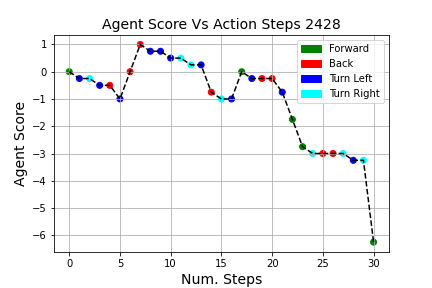 Agent Score Vs Action Steps 2428
1
0
−1
−2
−3
−4
−5
−6
Agent Score
Forward
Back
Turn Left
Turn Right
0 5 10 15 20 25 30
Num. Steps